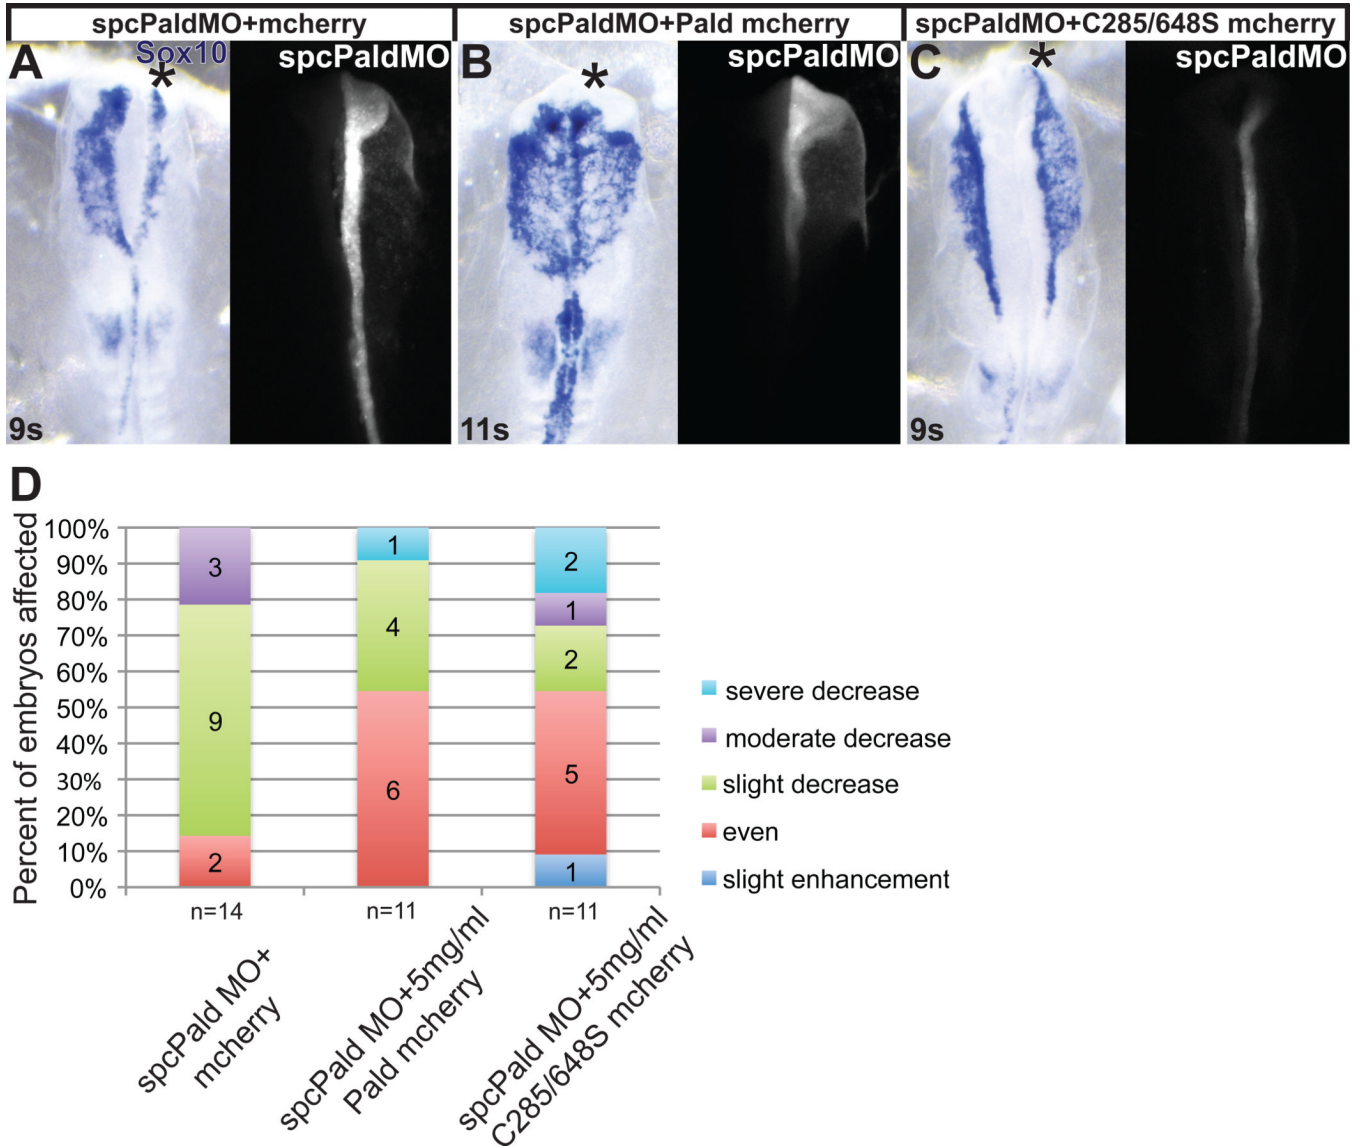 spcPaldMO+mcherry
spcPaldMO+Pald mcherry
spcPaldMO+C285/648S mcherry
A
Sox10
*
spcPaldMO
9s
B
*
spcPaldMO
11s
C
*
spcPaldMO
9s
D
Percent of embryos affected
100%
90%
80%
70%
60%
50%
40%
30%
20%
10%
0%
3
9
2
1
4
6
2
1
2
5
1
n=14
n=11
n=11
spcPald MO+
mcherry
spcPald MO+5mg/ml
Pald mcherry
spcPald MO+5mg/ml
C285/648S mcherry
severe decrease
moderate decrease
slight decrease
even
slight enhancement